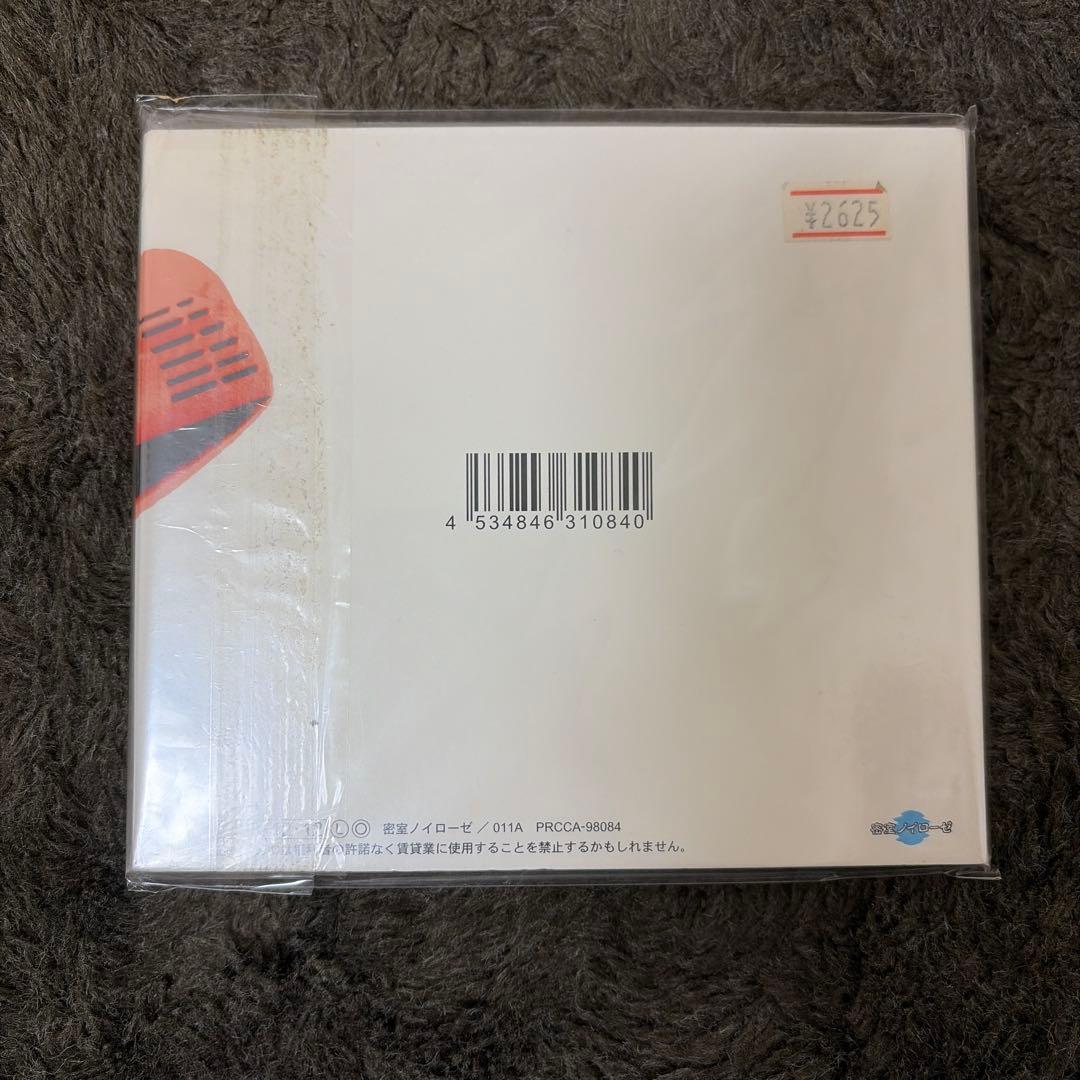 ¥2625
4 534846 310840
Ⓛ ◎ 密室ノイローゼ／011A PRCCA-98084
の許諾なく賃貸業に使用することを禁止するかもしれません。
密室ノイローゼ